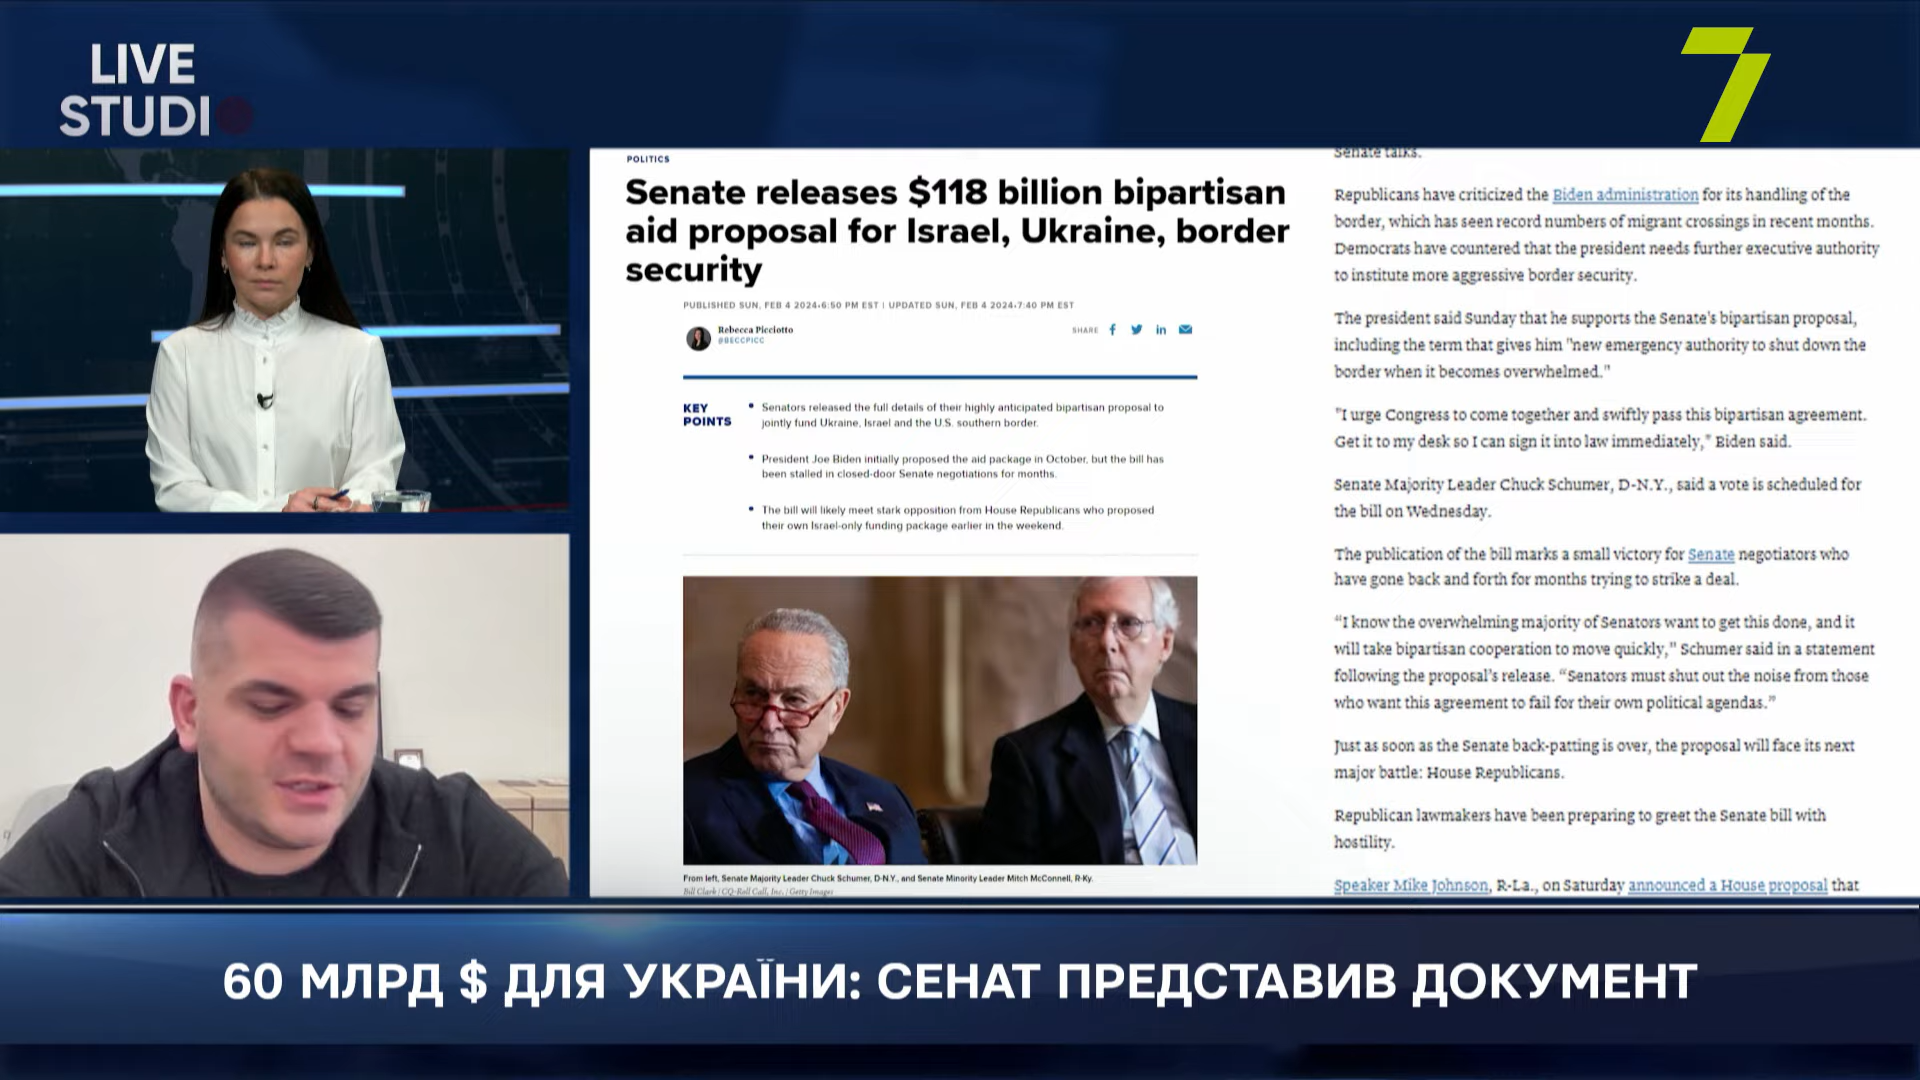 LIVE
STUDI
7
POLITICS
Senate releases $118 billion bipartisan
aid proposal for Israel, Ukraine, border
security
PUBLISHED SUN, FEB 4 2024•6:50 PM EST | UPDATED SUN, FEB 4 2024•7:40 PM EST
Rebecca Picciotto
@BECCPICC
SHARE
KEY
POINTS
• Senators released the full details of their highly anticipated bipartisan proposal to
jointly fund Ukraine, Israel and the U.S. southern border.
• President Joe Biden initially proposed the aid package in October, but the bill has
been stalled in closed-door Senate negotiations for months.
• The bill will likely meet stark opposition from House Republicans who proposed
their own Israel-only funding package earlier in the weekend.
From left, Senate Majority Leader Chuck Schumer, D-N.Y., and Senate Minority Leader Mitch McConnell, R-Ky.
Bill Clark | CQ-Roll Call, Inc. | Getty Images
Senate talks.
Republicans have criticized the Biden administration for its handling of the
border, which has seen record numbers of migrant crossings in recent months.
Democrats have countered that the president needs further executive authority
to institute more aggressive border security.
The president said Sunday that he supports the Senate's bipartisan proposal,
including the term that gives him "new emergency authority to shut down the
border when it becomes overwhelmed."
"I urge Congress to come together and swiftly pass this bipartisan agreement.
Get it to my desk so I can sign it into law immediately," Biden said.
Senate Majority Leader Chuck Schumer, D-N.Y., said a vote is scheduled for
the bill on Wednesday.
The publication of the bill marks a small victory for Senate negotiators who
have gone back and forth for months trying to strike a deal.
“I know the overwhelming majority of Senators want to get this done, and it
will take bipartisan cooperation to move quickly,” Schumer said in a statement
following the proposal’s release. “Senators must shut out the noise from those
who want this agreement to fail for their own political agendas.”
Just as soon as the Senate back-patting is over, the proposal will face its next
major battle: House Republicans.
Republican lawmakers have been preparing to greet the Senate bill with
hostility.
Speaker Mike Johnson, R-La., on Saturday announced a House proposal that
60 МЛРД $ ДЛЯ УКРАЇНИ: СЕНАТ ПРЕДСТАВИВ ДОКУМЕНТ